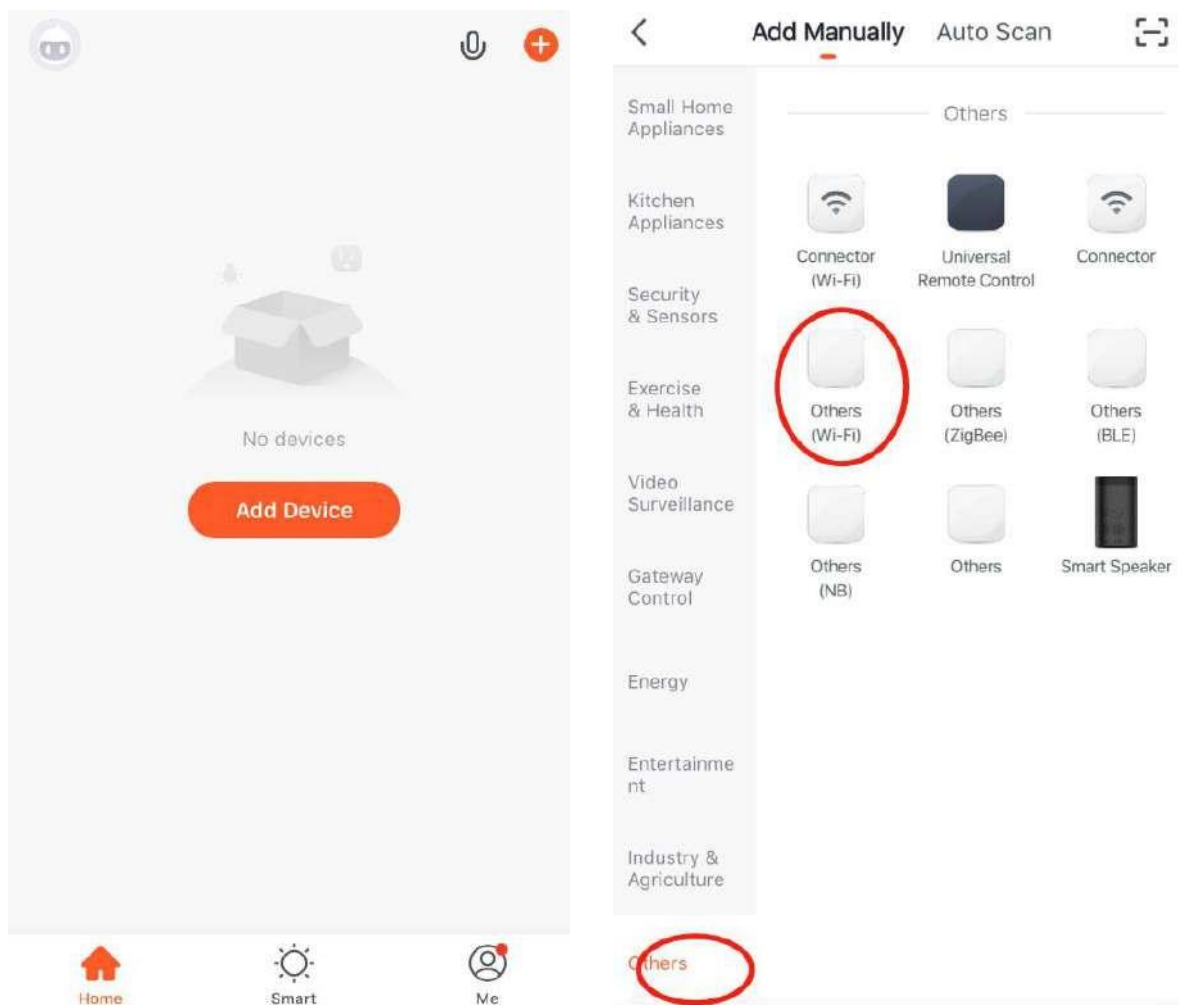 No devices
Add Device
Home
Smart
Me
Add Manually
Auto Scan
Small Home
Appliances
Kitchen
Appliances
Security
& Sensors
Exercise
& Health
Video
Surveillance
Gateway
Control
Energy
Entertainme
nt
Industry &
Agriculture
Others
Others
Connector
(Wi-Fi)
Universal
Remote Control
Connector
Others
(Wi-Fi)
Others
(ZigBee)
Others
(BLE)
Others
(NB)
Others
Smart Speaker